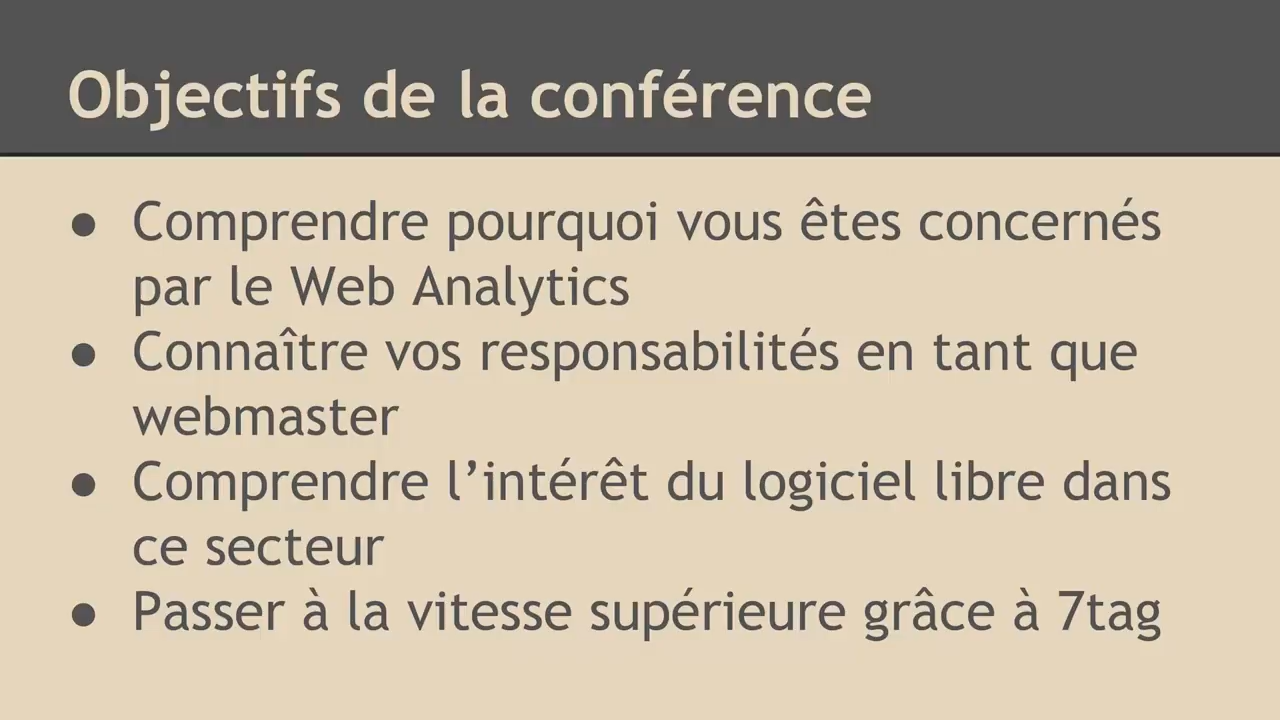 Objectifs de la conférence
● Comprendre pourquoi vous êtes concernés
par le Web Analytics
● Connaître vos responsabilités en tant que
webmaster
● Comprendre l’intérêt du logiciel libre dans
ce secteur
● Passer à la vitesse supérieure grâce à 7tag